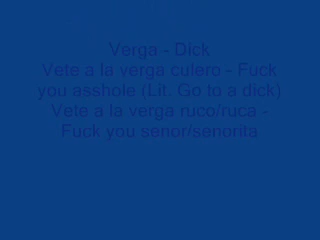 Verga - Dick
Vete a la verga culero - Fuck
you asshole (Lit. Go to a dick)
Vete a la verga ruco/ruca -
Fuck you senor/senorita